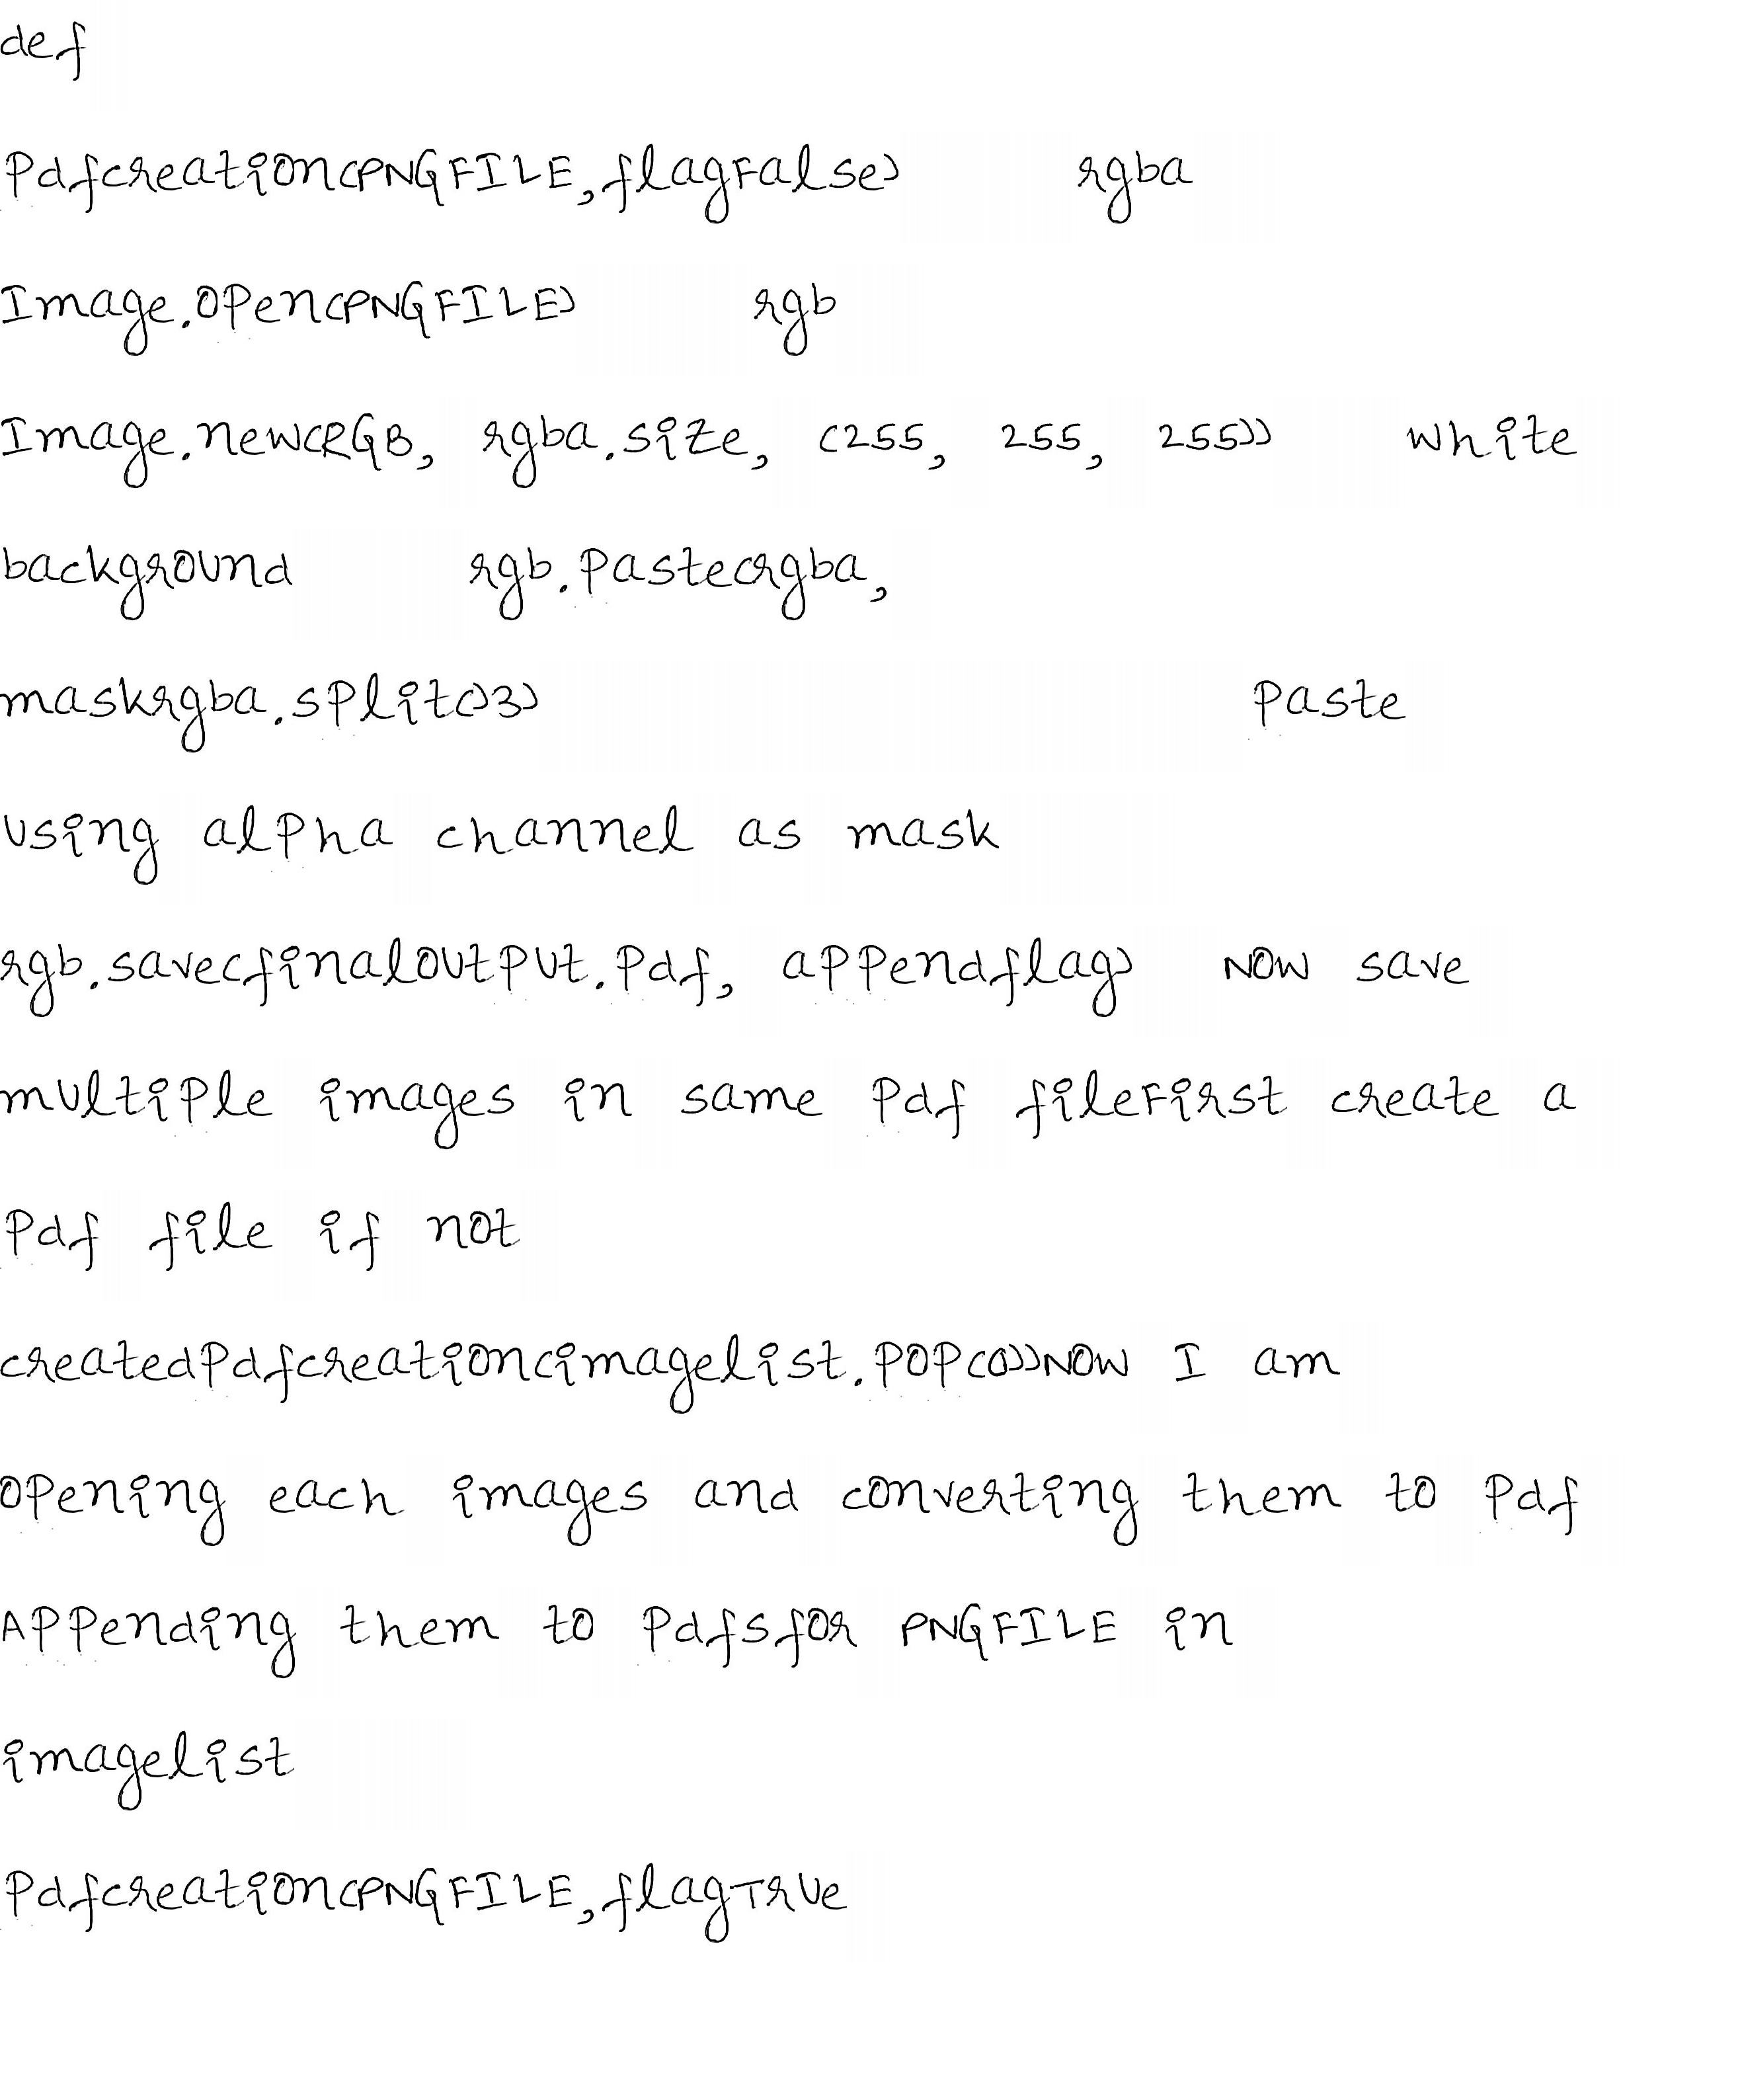 def
Pdfcreation(PNGFILE,flagFalse) rgba
Image.open(PNGFILE) rgb
Image.new(RGB, rgba.size, (255, 255, 255)) white
background rgb.paste(rgba,
maskrgba.split()3) paste
using alpha channel as mask
rgb.save(finaloutput.pdf, appendflag) Now save
multiple images in same pdf fileFirst create a
pdf file if not
createdpdfcreation(imagelist.pop(0))Now I am
opening each images and converting them to pdf
Appending them to pdfsfor PNGFILE in
imagelist
pdfcreation(PNGFILE,flagTrue